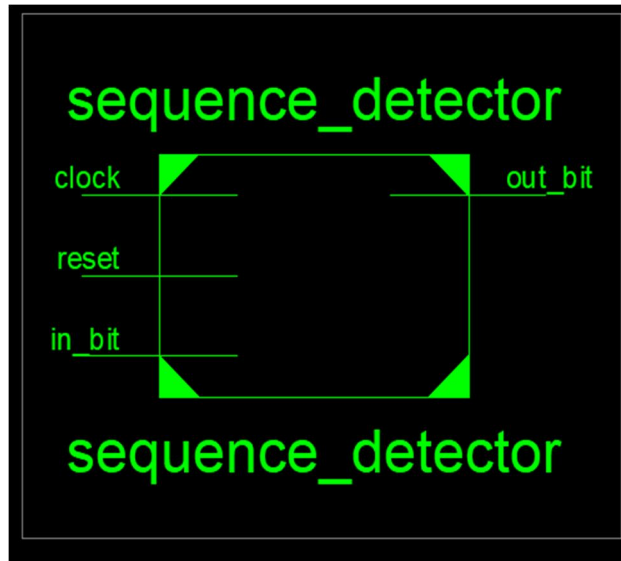 sequence_detector
clock
out_bit
reset
in_bit
sequence_detector